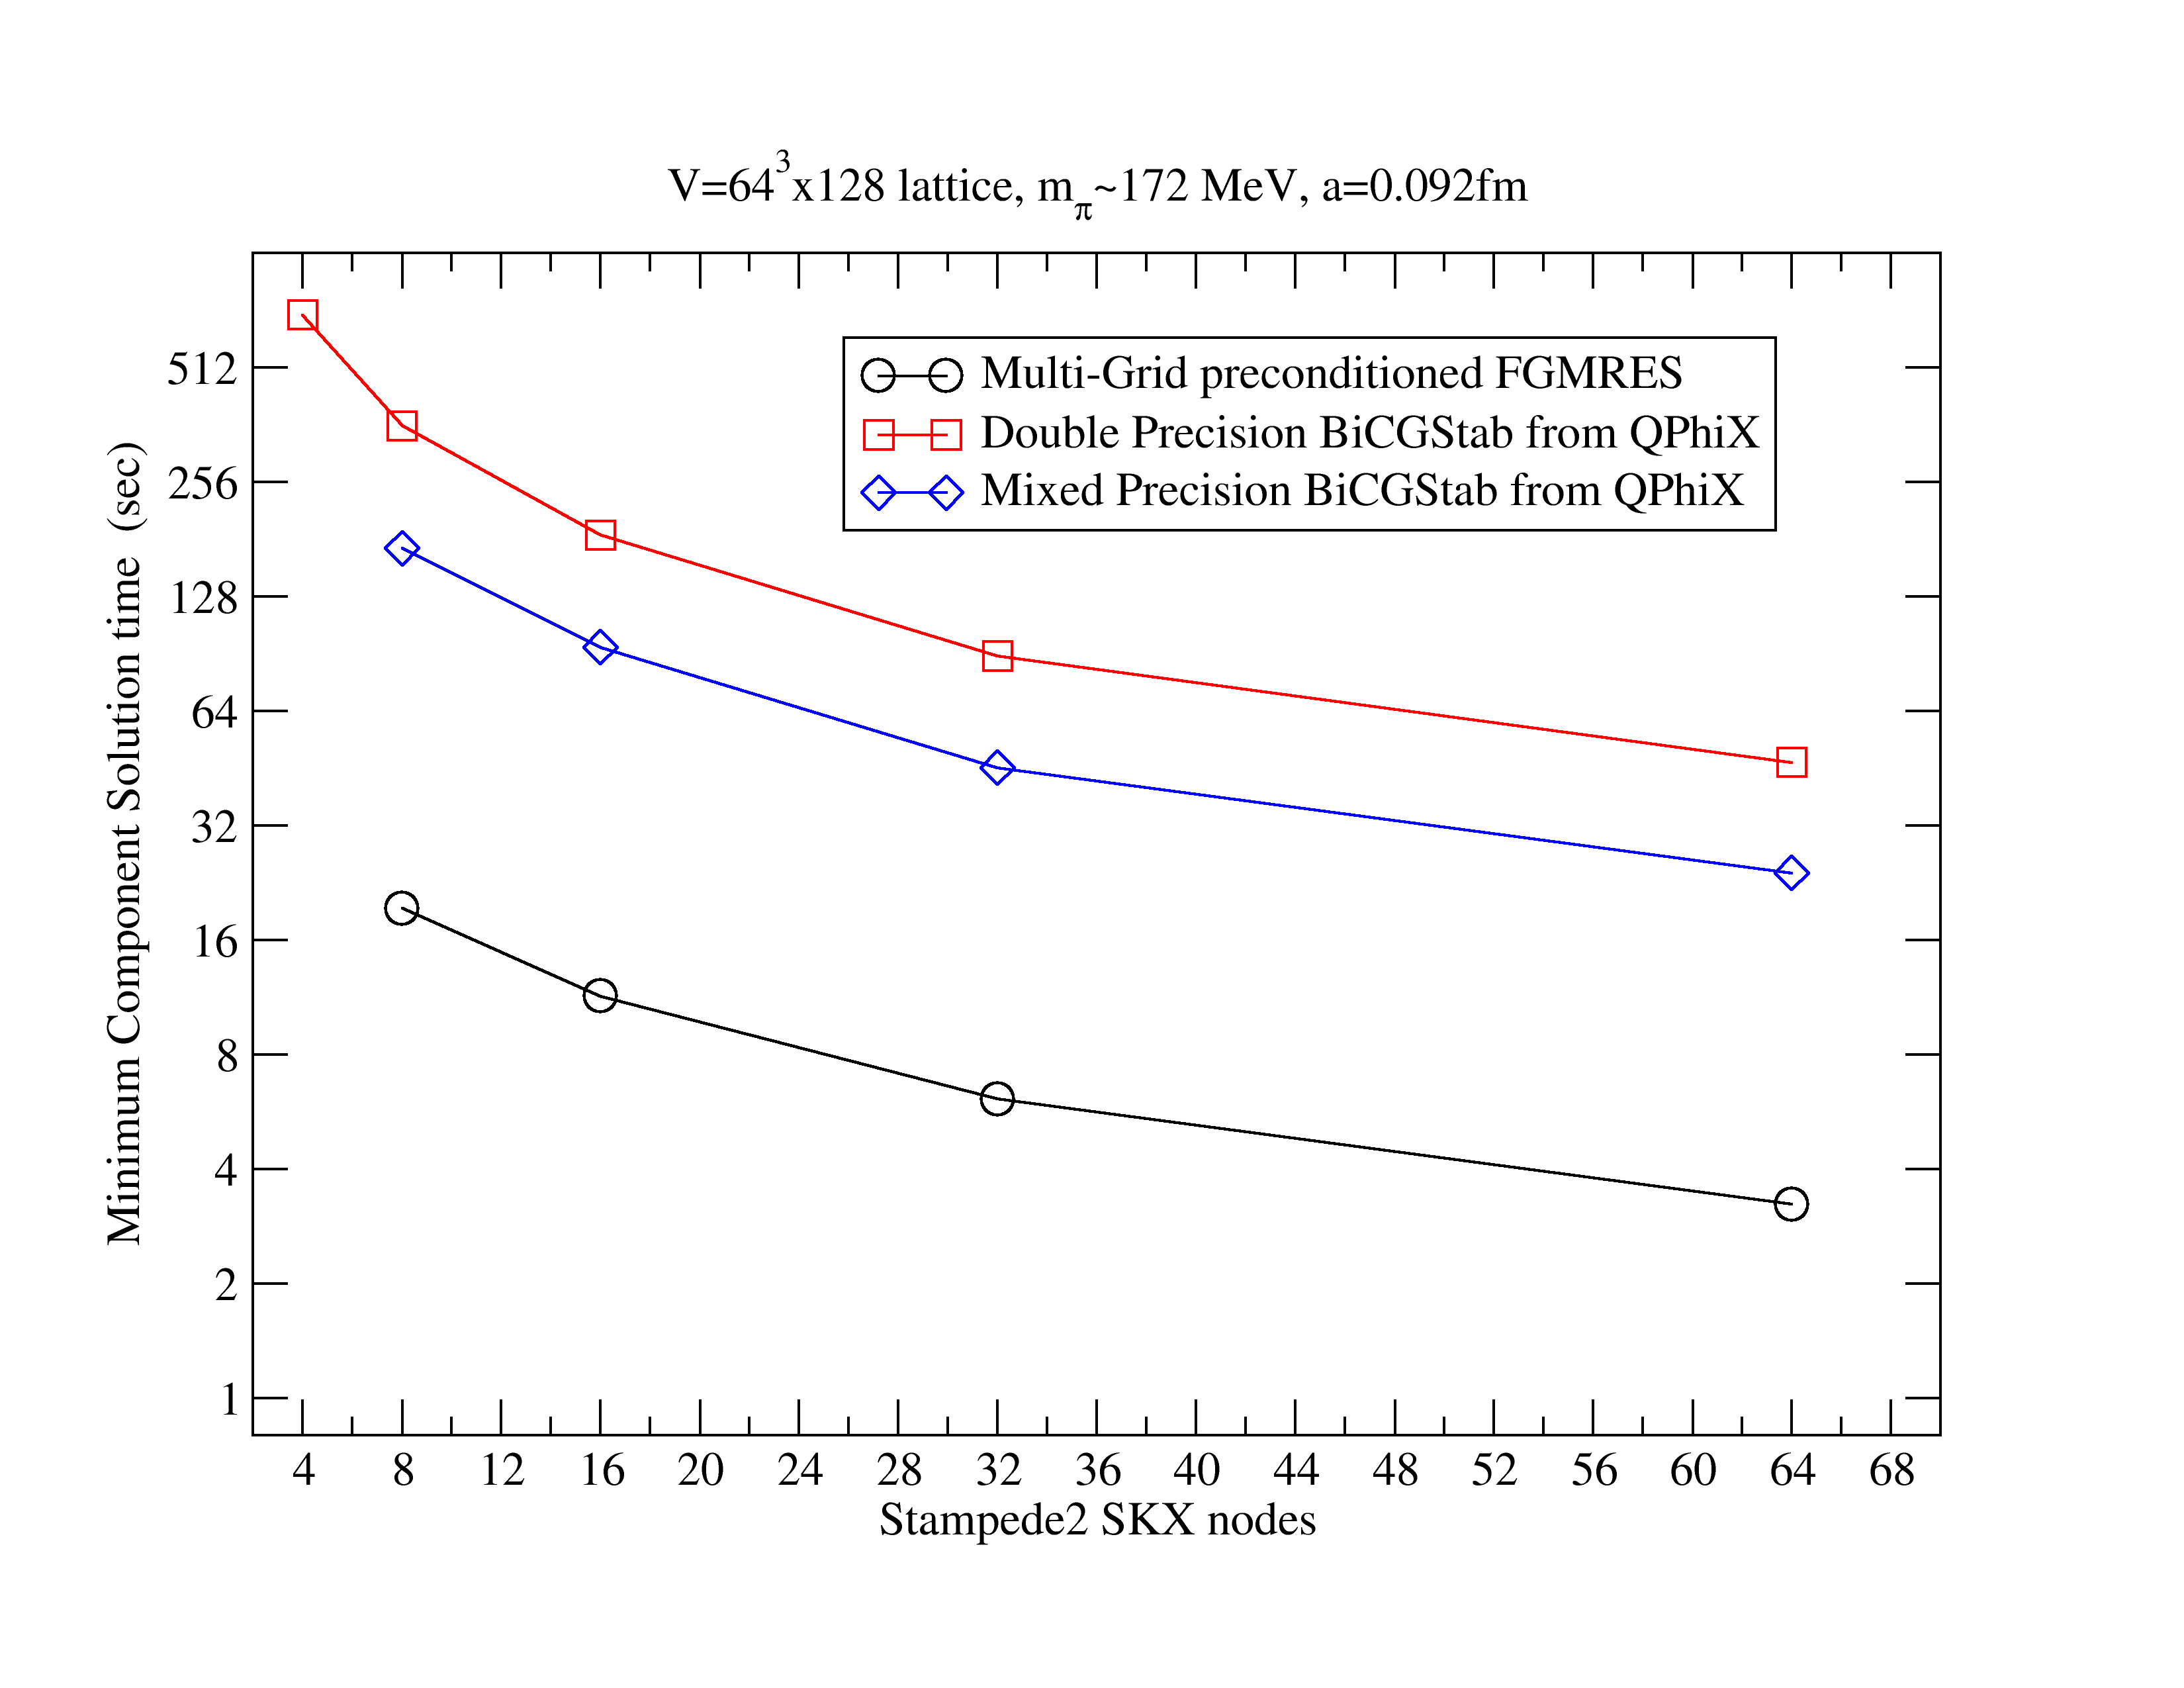 V=64³x128 lattice, mπ~172 MeV, a=0.092fm
Multi-Grid preconditioned FGMRES
Double Precision BiCGStab from QPhiX
Mixed Precision BiCGStab from QPhiX
Minimum Component Solution time (sec)
512
256
128
64
32
16
8
4
2
1
4 8 12 16 20 24 28 32 36 40 44 48 52 56 60 64 68
Stampede2 SKX nodes